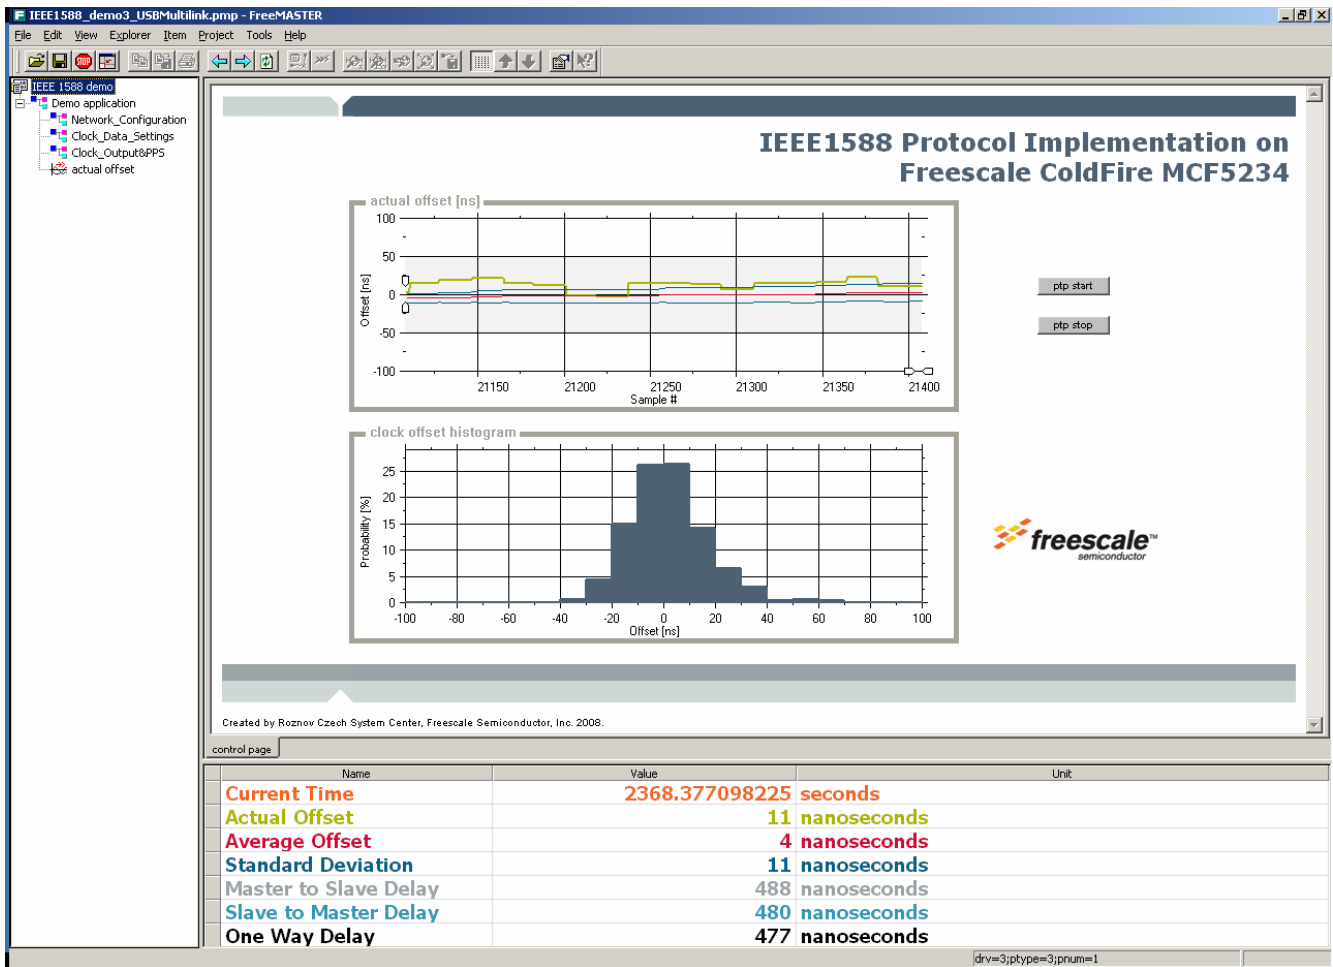 IEEE1588_demo3_USBMultilink.pmp - FreeMASTER
File Edit View Explorer Item Project Tools Help
STOP
IEEE 1588 demo
Demo application
Network_Configuration
Clock_Data_Settings
Clock_Output&PPS
actual offset
IEEE1588 Protocol Implementation on
Freescale ColdFire MCF5234
actual offset [ns]
100
50
0
-50
-100
Offset [ns]
21150 21200 21250 21300 21350 21400
Sample #
ptp start
ptp stop
clock offset histogram
25
20
15
10
5
0
Probability [%]
-100 -80 -60 -40 -20 0 20 40 60 80 100
Offset [ns]
freescale™
semiconductor
Created by Roznov Czech System Center, Freescale Semiconductor, Inc. 2008.
control page
Name Value Unit
Current Time 2368.377098225 seconds
Actual Offset 11 nanoseconds
Average Offset 4 nanoseconds
Standard Deviation 11 nanoseconds
Master to Slave Delay 488 nanoseconds
Slave to Master Delay 480 nanoseconds
One Way Delay 477 nanoseconds
drv=3;ptype=3;pnum=1